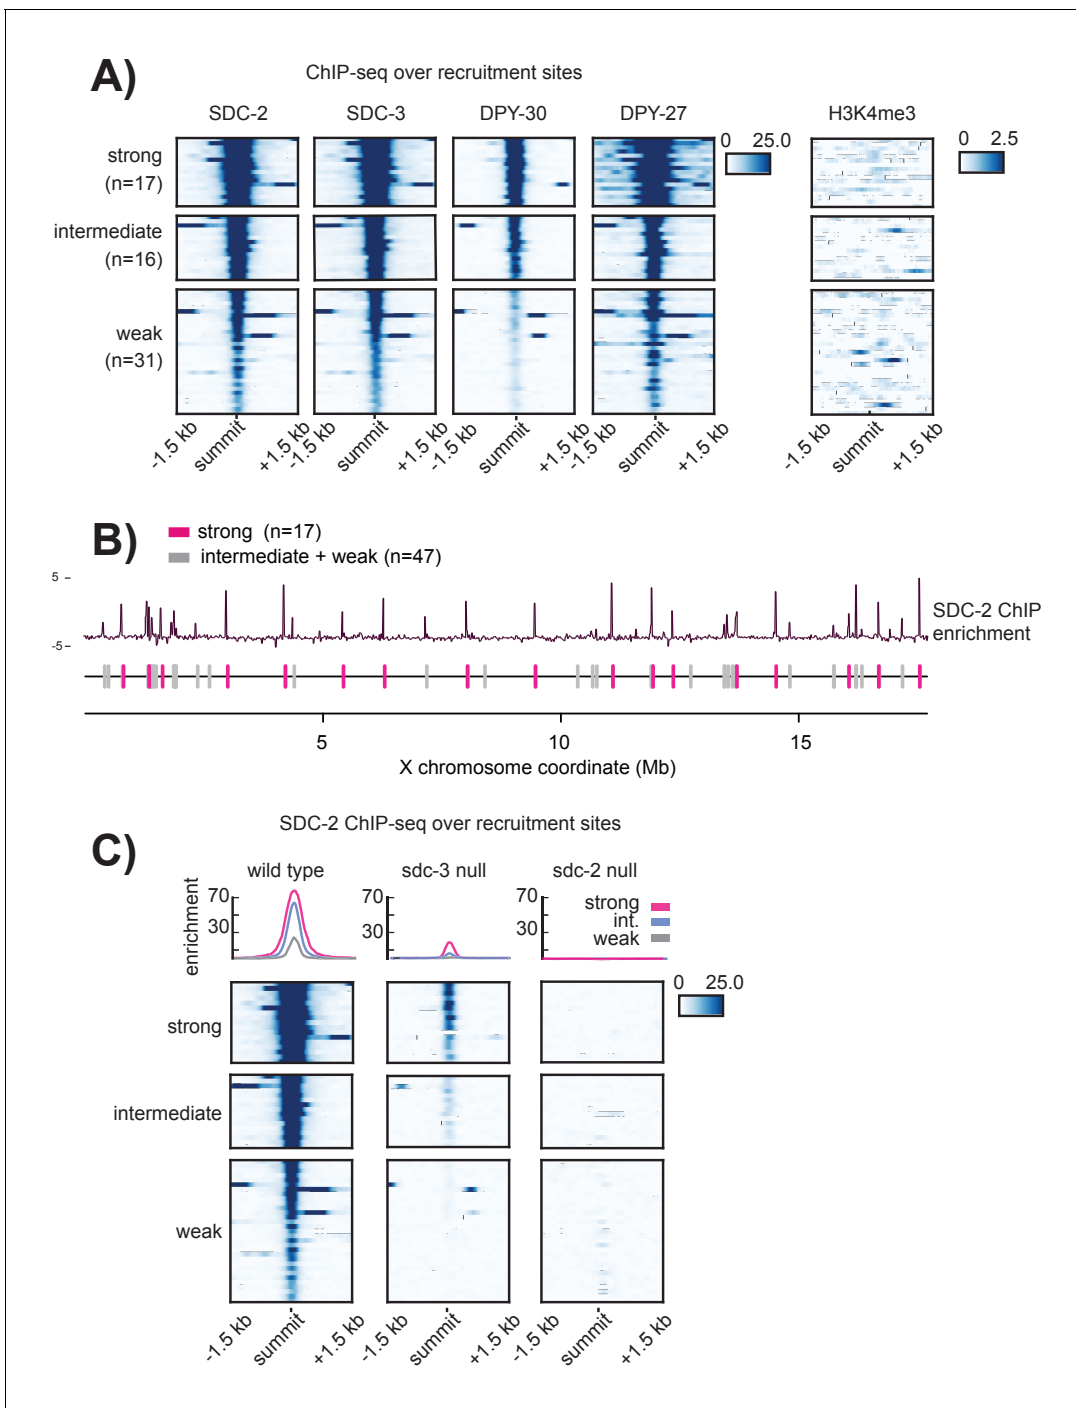 A)
ChIP-seq over recruitment sites
SDC-2 SDC-3 DPY-30 DPY-27 H3K4me3
0 25.0 0 2.5
strong
(n=17)
intermediate
(n=16)
weak
(n=31)
-1.5 kb summit +1.5 kb -1.5 kb summit +1.5 kb -1.5 kb summit +1.5 kb -1.5 kb summit +1.5 kb -1.5 kb summit +1.5 kb
B)
strong (n=17)
intermediate + weak (n=47)
5
-5
SDC-2 ChIP
enrichment
5 10 15
X chromosome coordinate (Mb)
C)
SDC-2 ChIP-seq over recruitment sites
wild type sdc-3 null sdc-2 null
enrichment
70 70 70
30 30 30
strong
int.
weak
0 25.0
strong
intermediate
weak
-1.5 kb summit +1.5 kb -1.5 kb summit -1.5 kb summit +1.5 kb